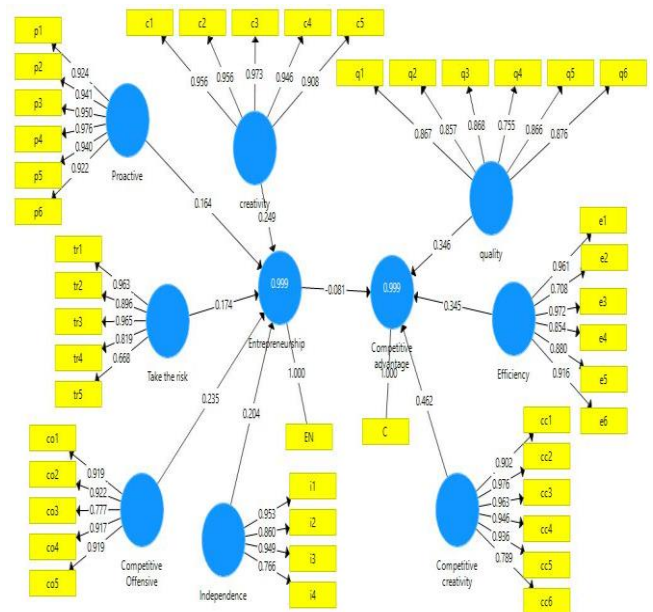 p1
p2
p3
p4
p5
p6
0.924
0.941
0.950
0.976
0.940
0.922
Proactive
c1
c2
c3
c4
c5
0.956
0.956
0.973
0.946
0.908
creativity
q1
q2
q3
q4
q5
q6
0.867
0.857
0.868
0.755
0.866
0.876
quality
0.164
0.249
0.346
tr1
tr2
tr3
tr4
tr5
0.963
0.896
0.965
0.819
0.668
Take the risk
0.174
0.999
Entrepreneurship
-0.081
0.999
Competitive
advantage
0.345
e1
e2
e3
e4
e5
e6
0.961
0.708
0.972
0.854
0.880
0.916
Efficiency
0.235
0.204
1.000
EN
1.000
C
0.462
co1
co2
co3
co4
co5
0.919
0.922
0.777
0.917
0.919
Competitive
Offensive
i1
i2
i3
i4
0.953
0.860
0.949
0.766
Independence
cc1
cc2
cc3
cc4
cc5
cc6
0.902
0.976
0.963
0.946
0.936
0.789
Competitive
creativity